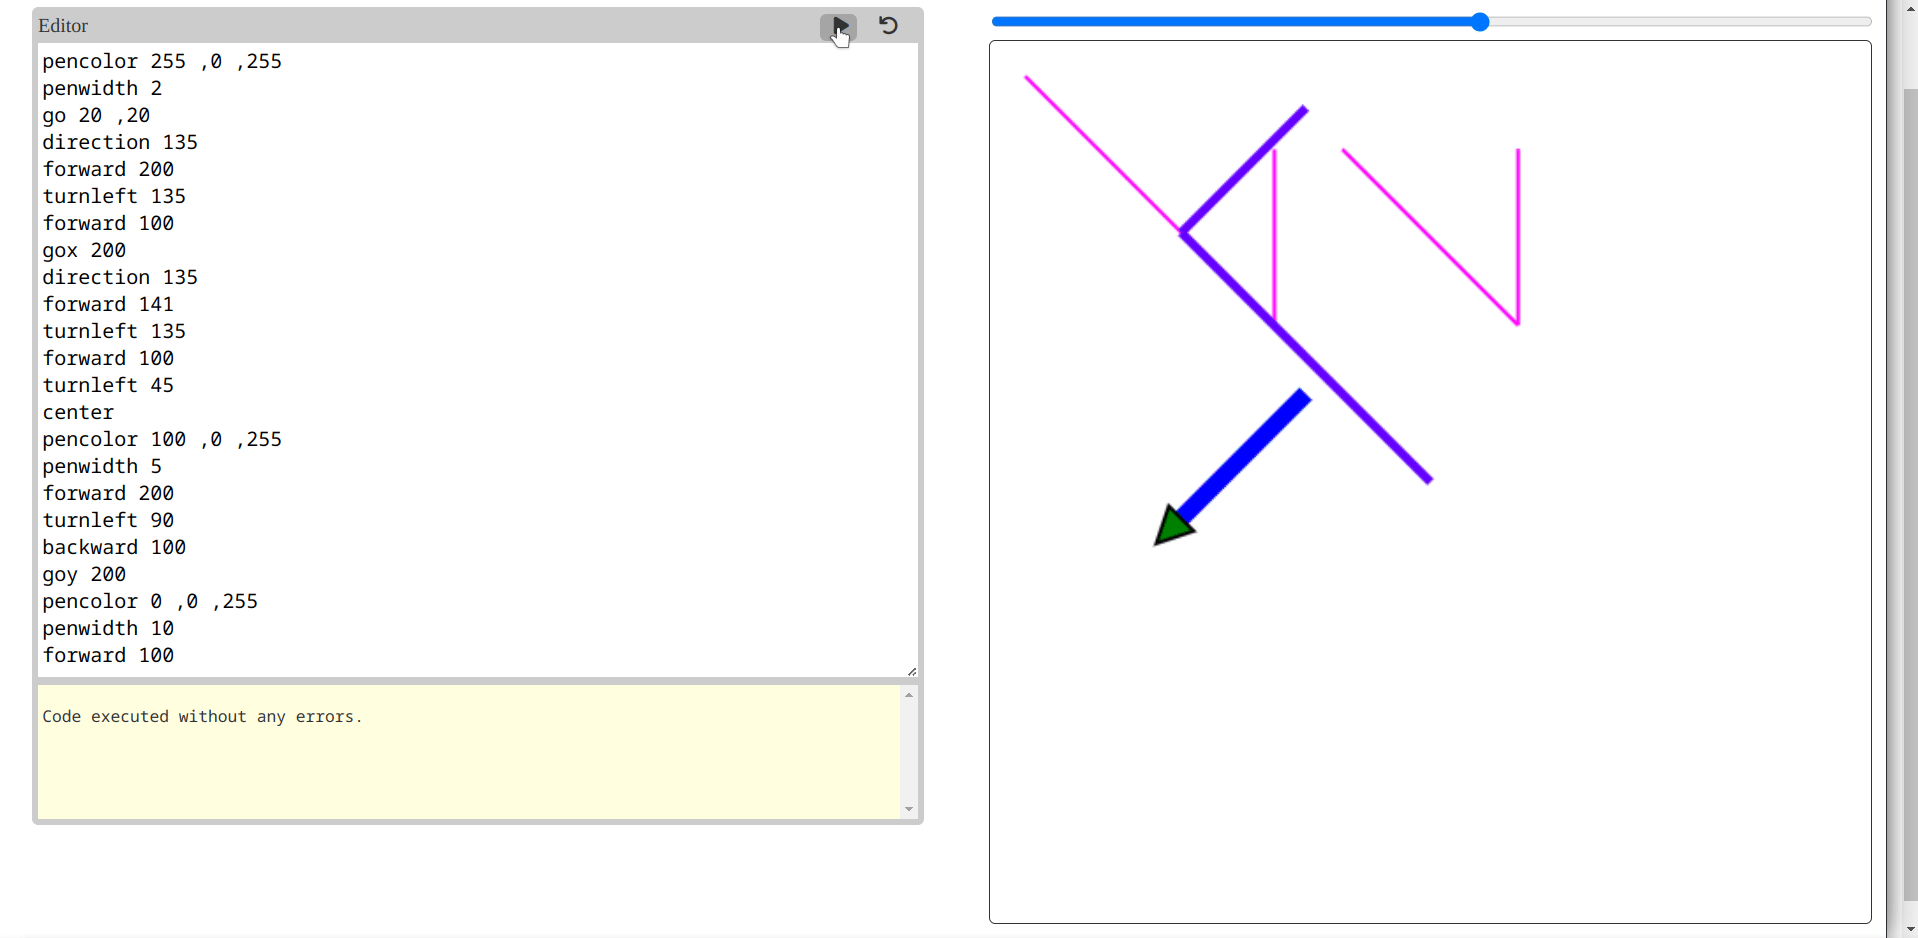 Editor
pencolor 255 ,0 ,255
penwidth 2
go 20 ,20
direction 135
forward 200
turnleft 135
forward 100
gox 200
direction 135
forward 141
turnleft 135
forward 100
turnleft 45
center
pencolor 100 ,0 ,255
penwidth 5
forward 200
turnleft 90
backward 100
goy 200
pencolor 0 ,0 ,255
penwidth 10
forward 100
Code executed without any errors.